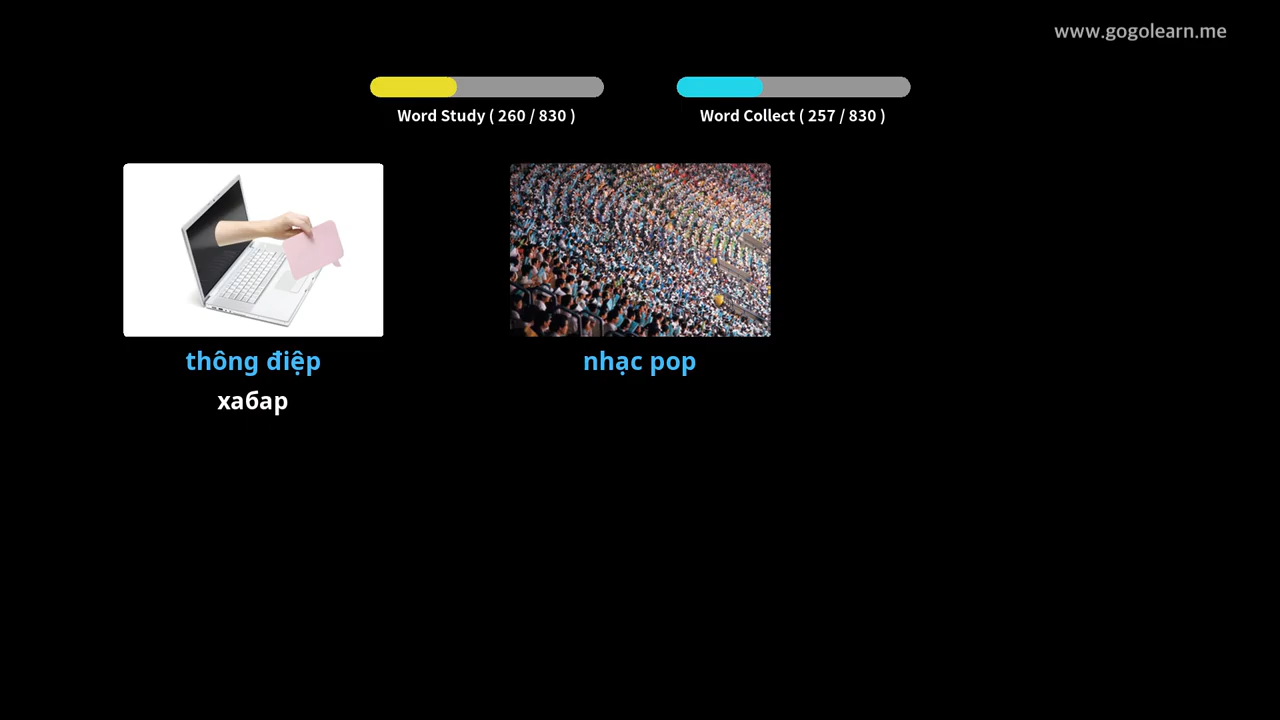 www.gogolearn.me
Word Study ( 260 / 830 )
Word Collect ( 257 / 830 )
thông điệp
nhạc pop
хабар